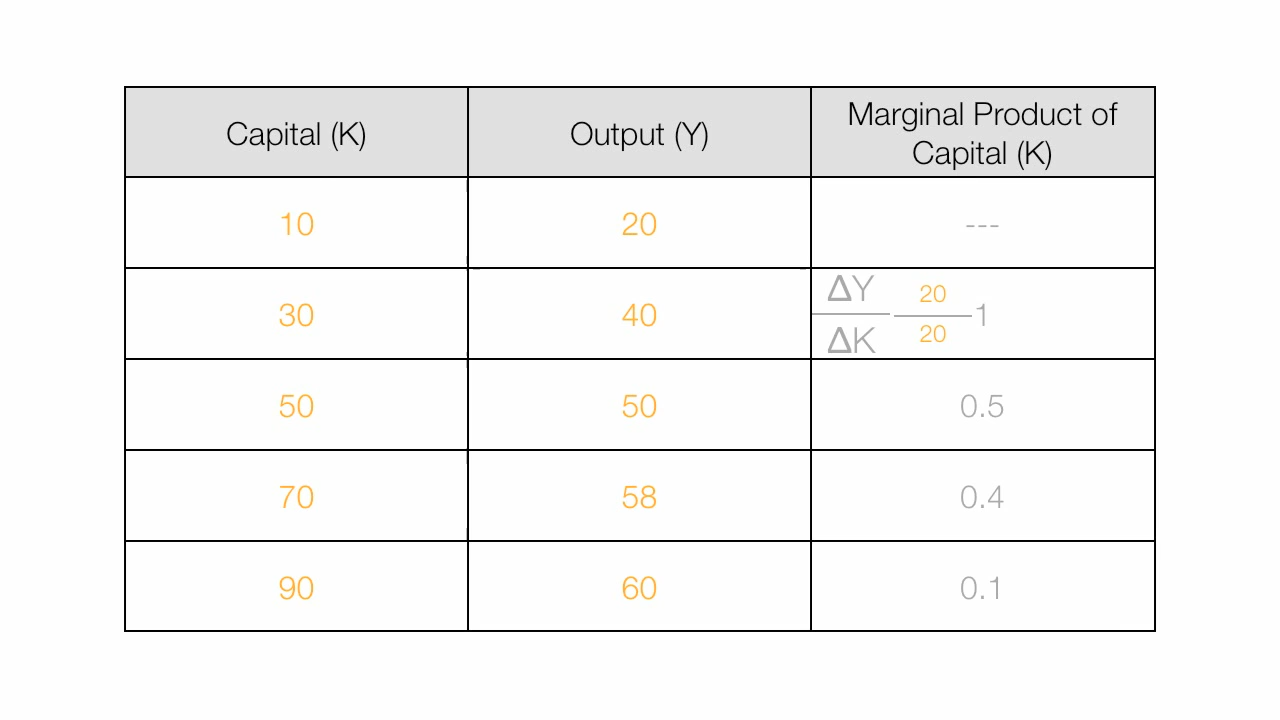 Capital (K) Output (Y) Marginal Product of
Capital (K)
10 20 ---
30 40 ΔY 20 1
ΔK 20
50 50 0.5
70 58 0.4
90 60 0.1